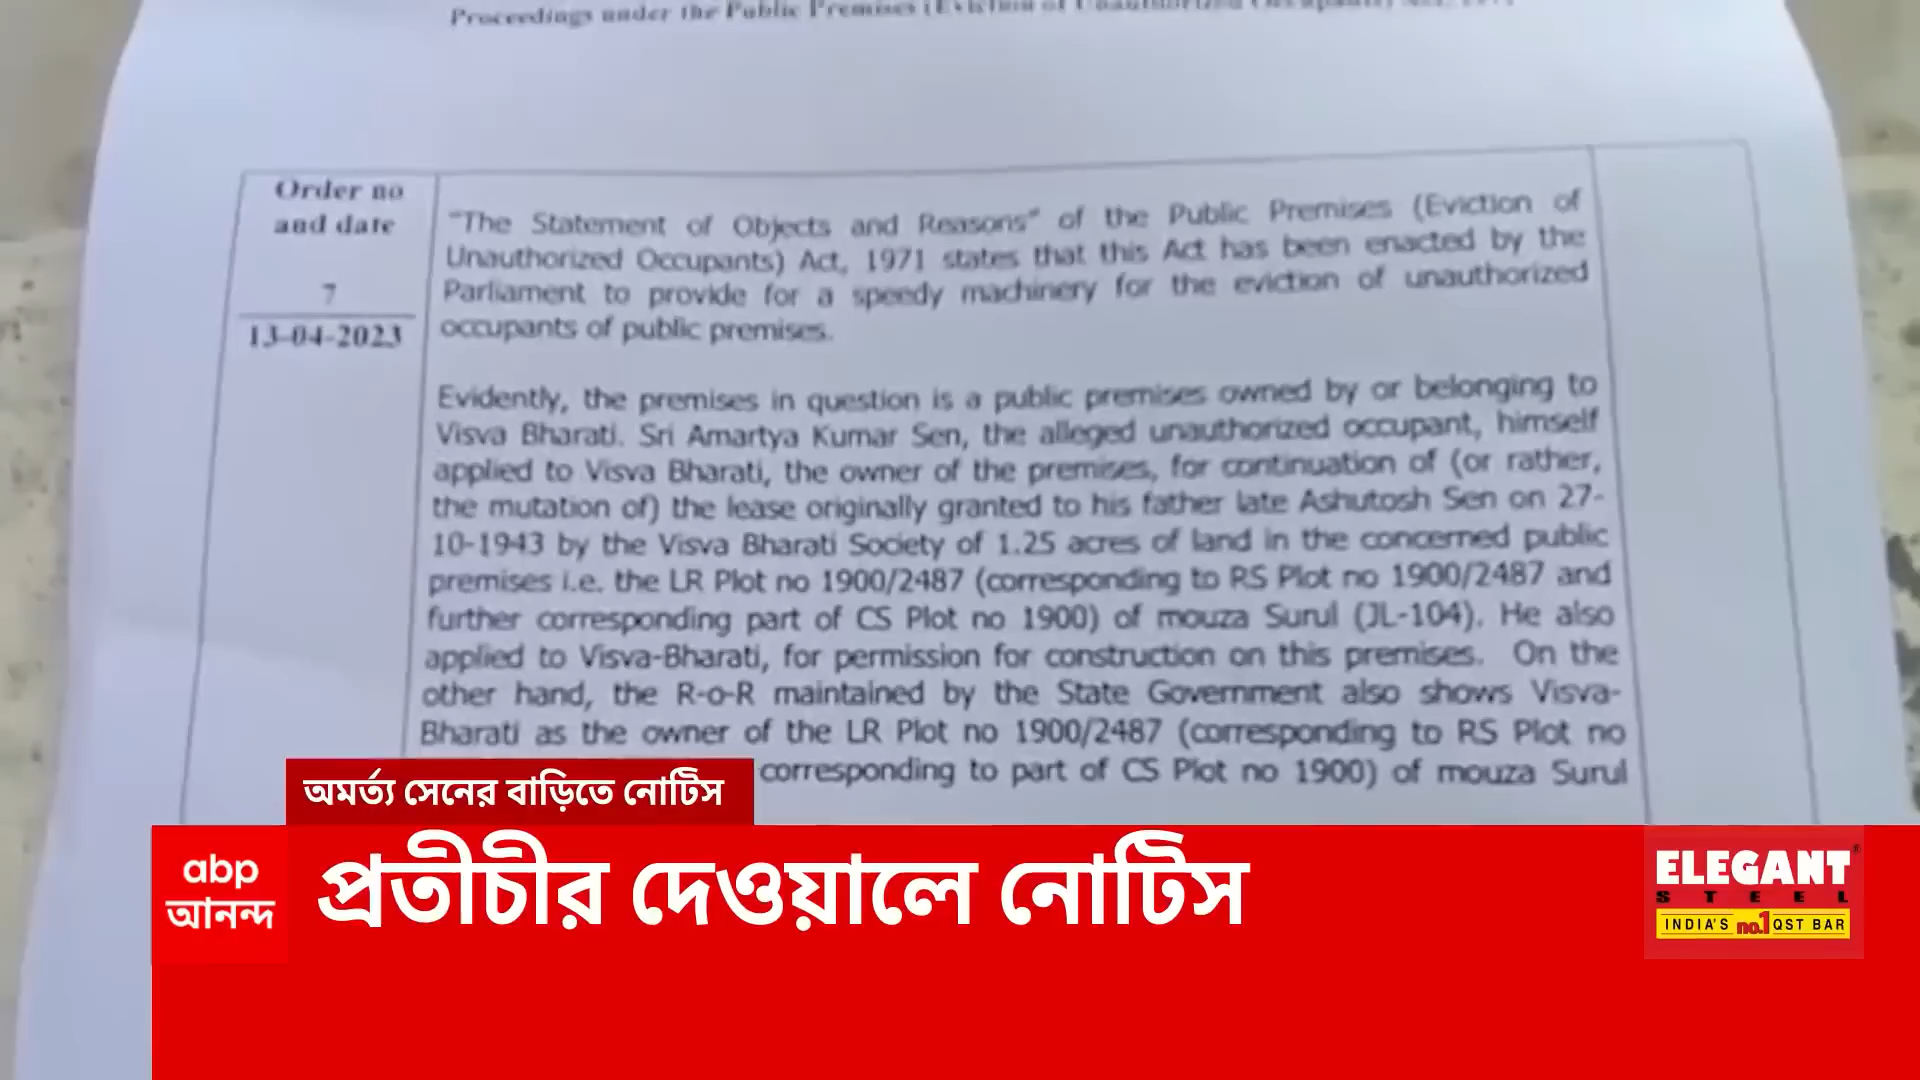 Proceedings under the Public Premises (Eviction of Unauthorized Occupants) Act, 1971
Order no
and date
7
13-04-2023
"The Statement of Objects and Reasons" of the Public Premises (Eviction of
Unauthorized Occupants) Act, 1971 states that this Act has been enacted by the
Parliament to provide for a speedy machinery for the eviction of unauthorized
occupants of public premises.
Evidently, the premises in question is a public premises owned by or belonging to
Visva Bharati. Sri Amartya Kumar Sen, the alleged unauthorized occupant, himself
applied to Visva Bharati, the owner of the premises, for continuation of (or rather,
the mutation of) the lease originally granted to his father late Ashutosh Sen on 27-
10-1943 by the Visva Bharati Society of 1.25 acres of land in the concerned public
premises i.e. the LR Plot no 1900/2487 (corresponding to RS Plot no 1900/2487 and
further corresponding part of CS Plot no 1900) of mouza Surul (JL-104). He also
applied to Visva-Bharati, for permission for construction on this premises. On the
other hand, the R-o-R maintained by the State Government also shows Visva-
Bharati as the owner of the LR Plot no 1900/2487 (corresponding to RS Plot no
corresponding to part of CS Plot no 1900) of mouza Surul
অমর্ত্য সেনের বাড়িতে নোটিস
abp
আনন্দ
প্রতীচীর দেওয়ালে নোটিস
ELEGANT
STEEL
INDIA'S no.1 QST BAR